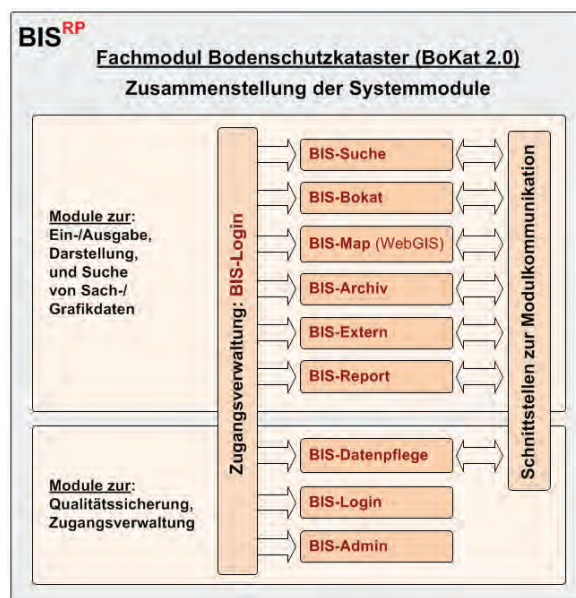 BISRP
Fachmodul Bodenschutzkataster (BoKat 2.0)
Zusammenstellung der Systemmodule
Module zur:
Ein-/Ausgabe,
Darstellung,
und Suche
von Sach-/
Grafikdaten
Zugangsverwaltung: BIS-Login
BIS-Suche
BIS-Bokat
BIS-Map (WebGIS)
BIS-Archiv
BIS-Extern
BIS-Report
Schnittstellen zur Modulkommunikation
Module zur:
Qualitätssicherung,
Zugangsverwaltung
BIS-Datenpflege
BIS-Login
BIS-Admin